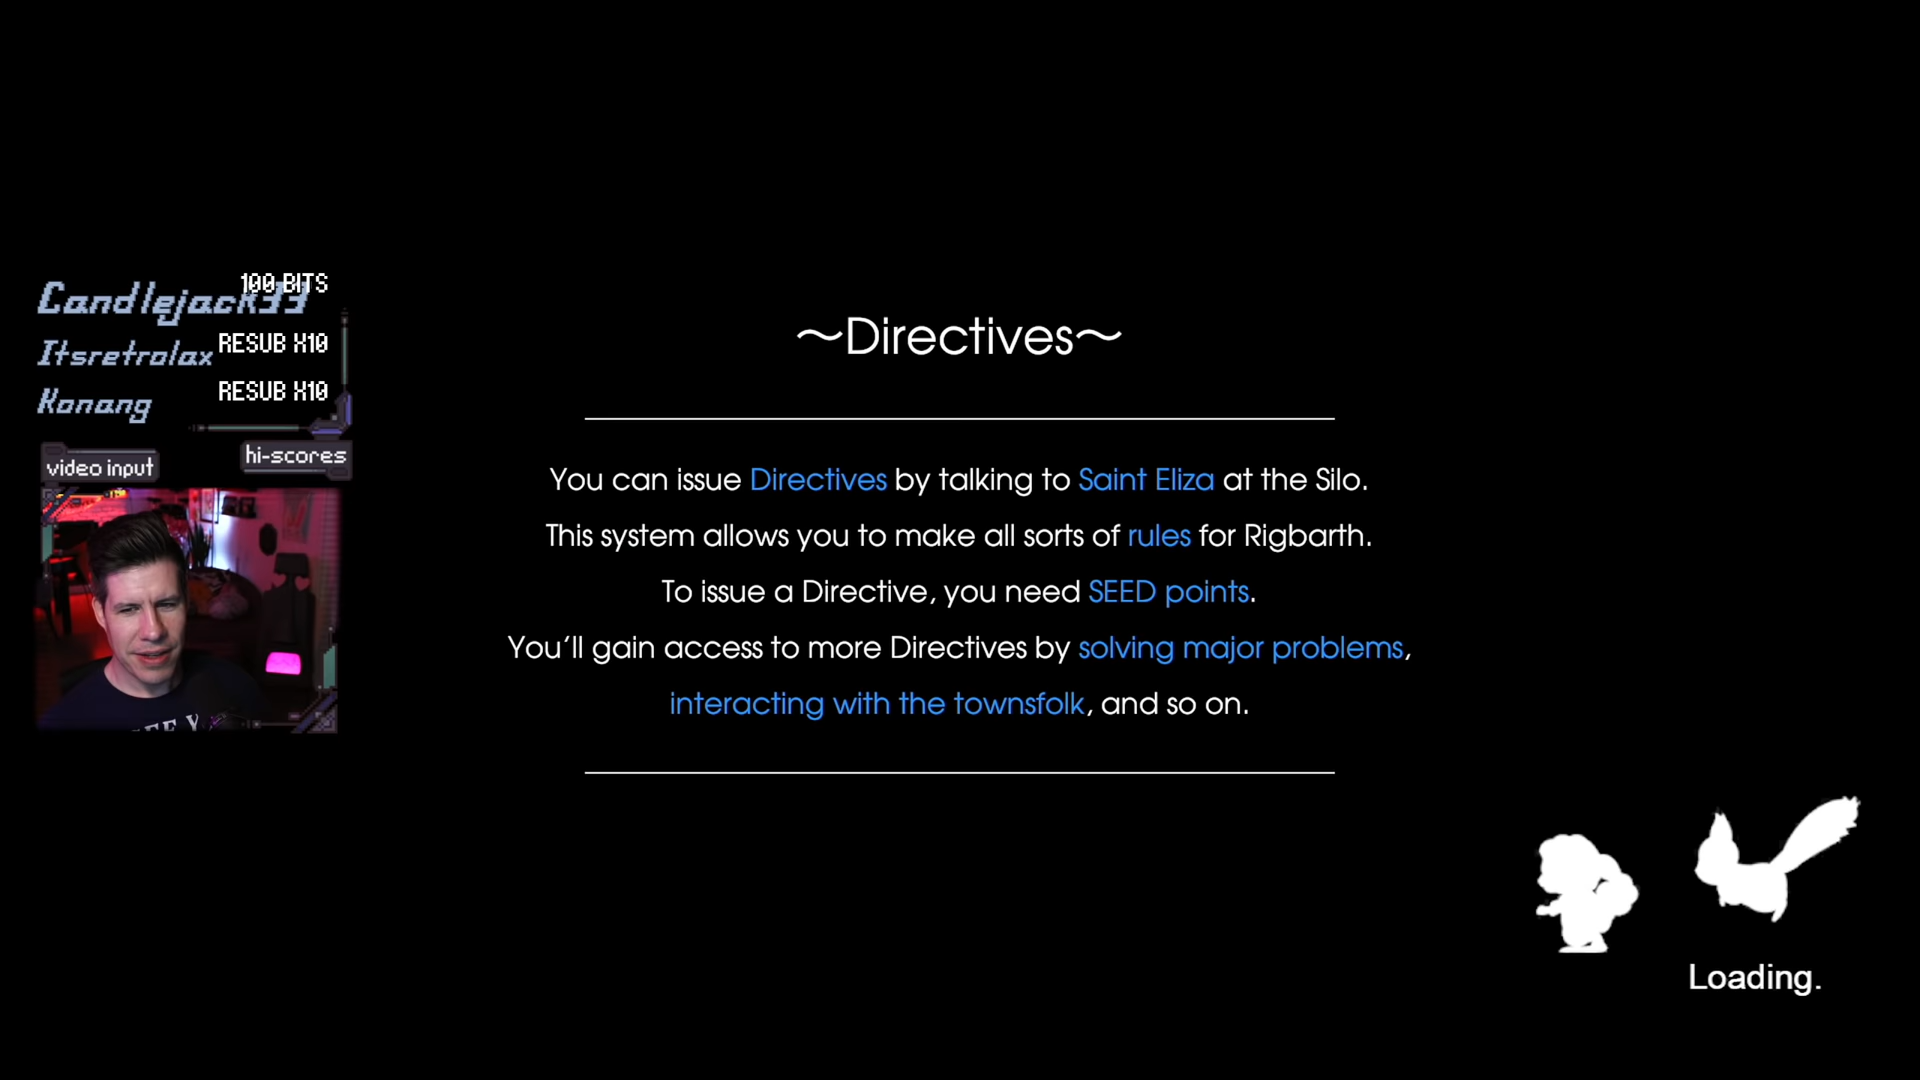 100 BITS
Candlejack33
RESUB X10
Itsretrolax
RESUB X10
Konang
video input
hi-scores
～Directives～
You can issue Directives by talking to Saint Eliza at the Silo.
This system allows you to make all sorts of rules for Rigbarth.
To issue a Directive, you need SEED points.
You'll gain access to more Directives by solving major problems,
interacting with the townsfolk, and so on.
Loading.